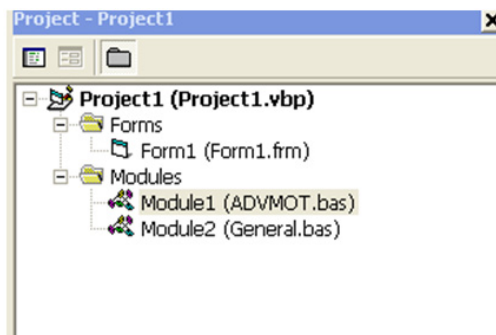 Project - Project1
Project1 (Project1.vbp)
Forms
Form1 (Form1.frm)
Modules
Module1 (ADVMOT.bas)
Module2 (General.bas)